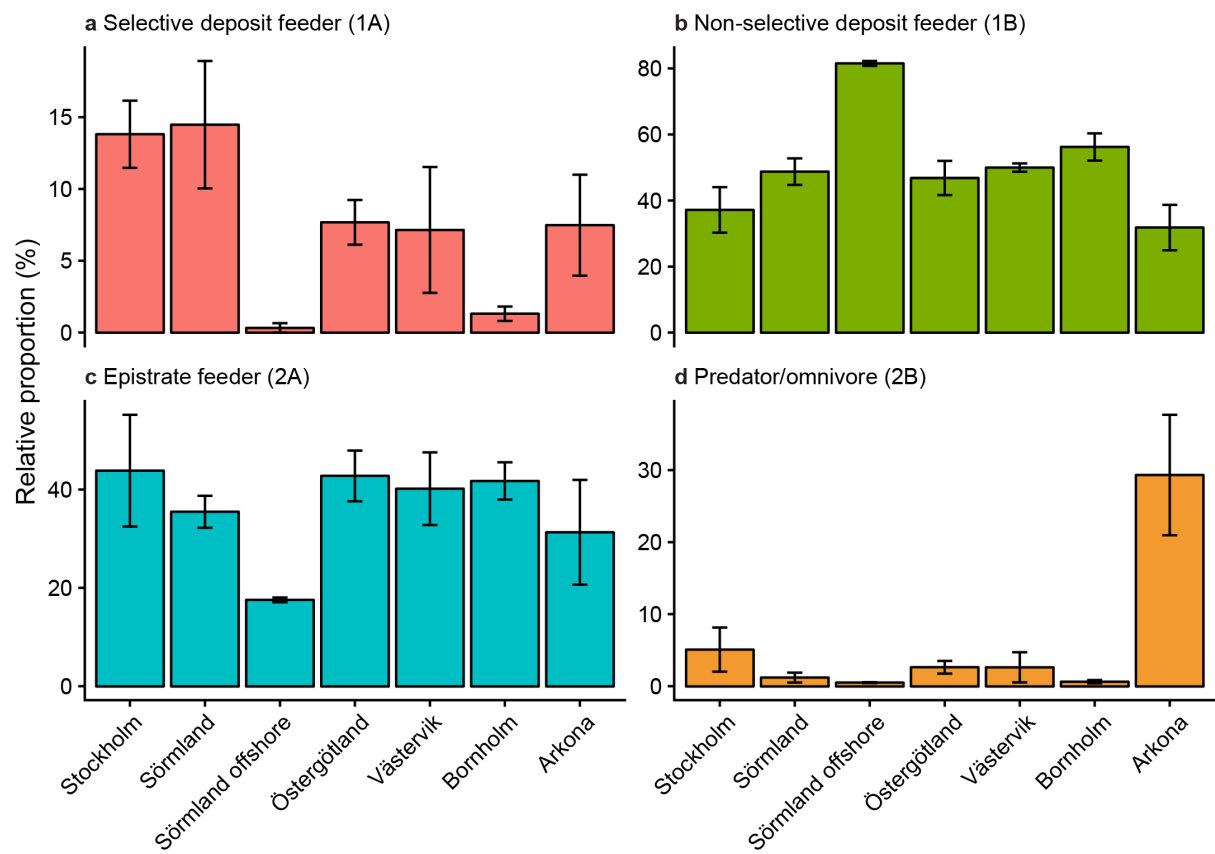 a Selective deposit feeder (1A)
b Non-selective deposit feeder (1B)
Relative proportion (%)
15
10
5
0
80
60
40
20
0
c Epistrate feeder (2A)
d Predator/omnivore (2B)
40
20
0
30
20
10
0
Stockholm
Sörmland
Sörmland offshore
Östergötland
Västervik
Bornholm
Arkona
Stockholm
Sörmland
Sörmland offshore
Östergötland
Västervik
Bornholm
Arkona